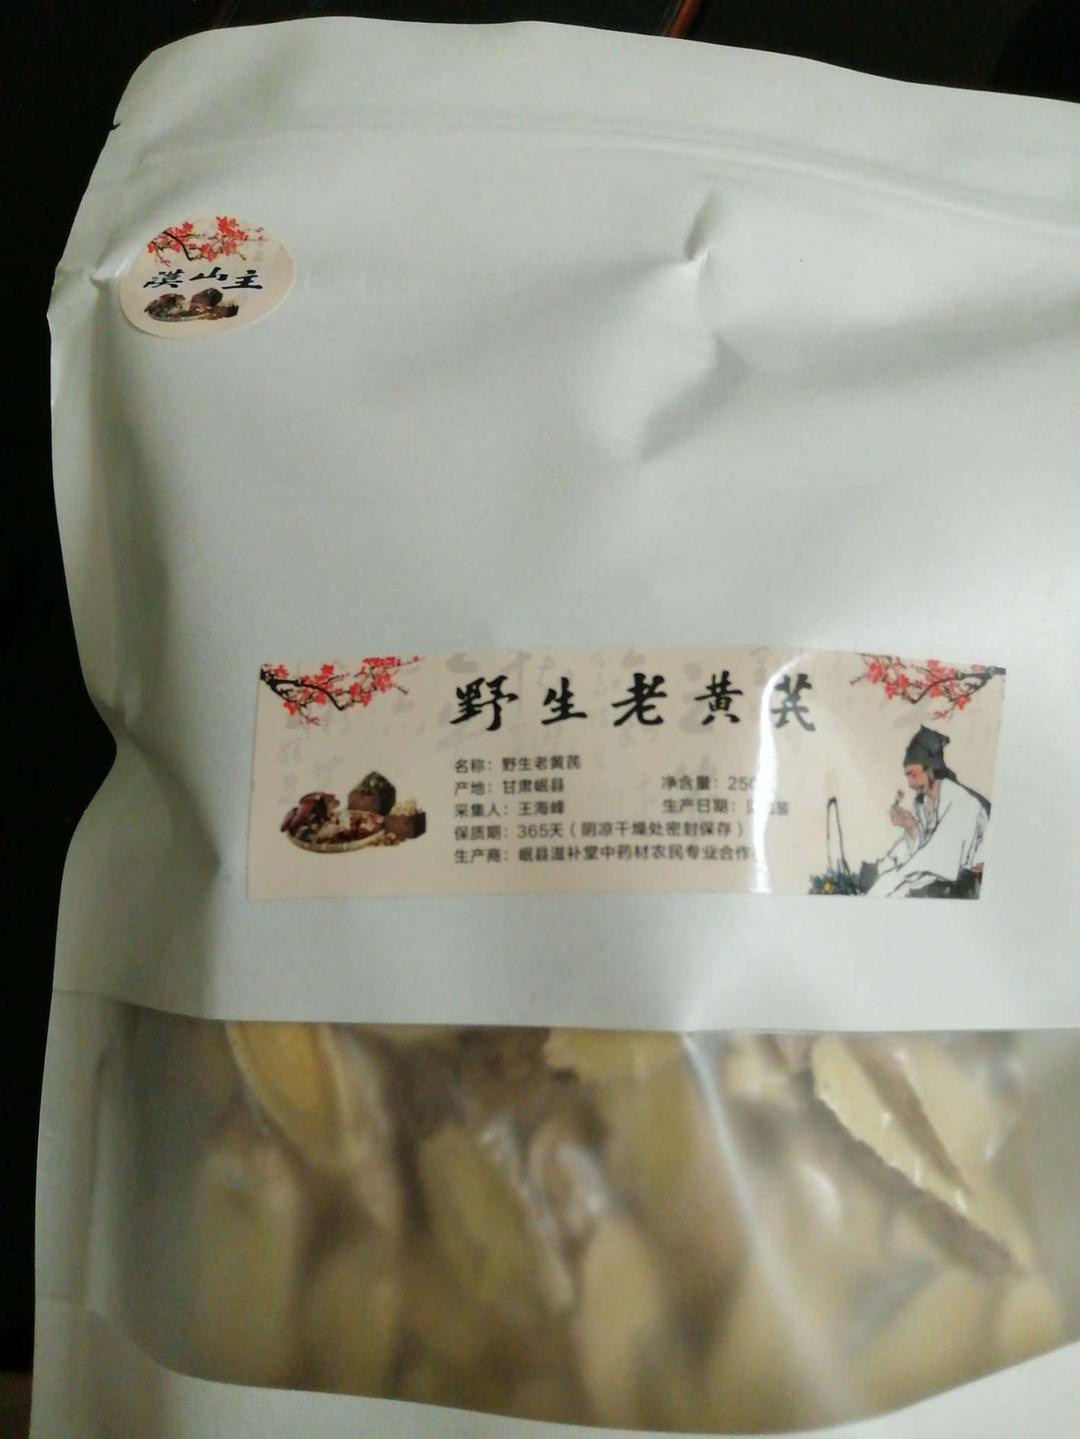 漠山主
野生老黄芪
名称：野生老黄芪
产地：甘肃岷县 净含量：250
采集人：王海峰 生产日期：
保质期：365天（阴凉干燥处密封保存）
生产商：岷县滋补堂中药材农民专业合作